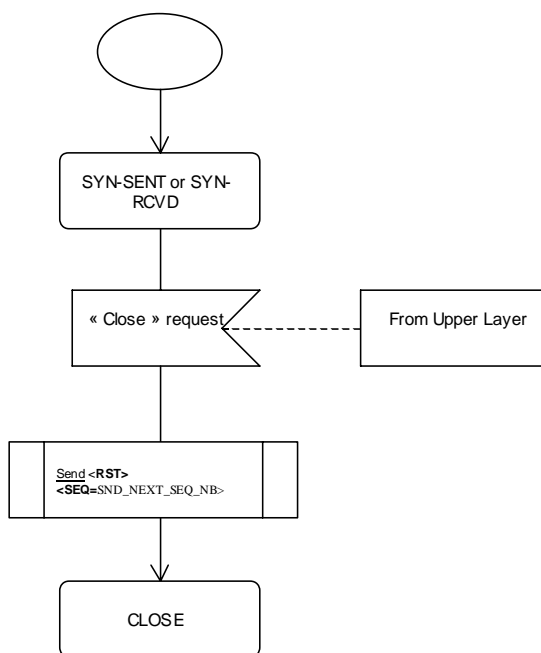 SYN-SENT or SYN-
RCVD
« Close » request
From Upper Layer
Send <RST>
<SEQ=SND_NEXT_SEQ_NB>
CLOSE